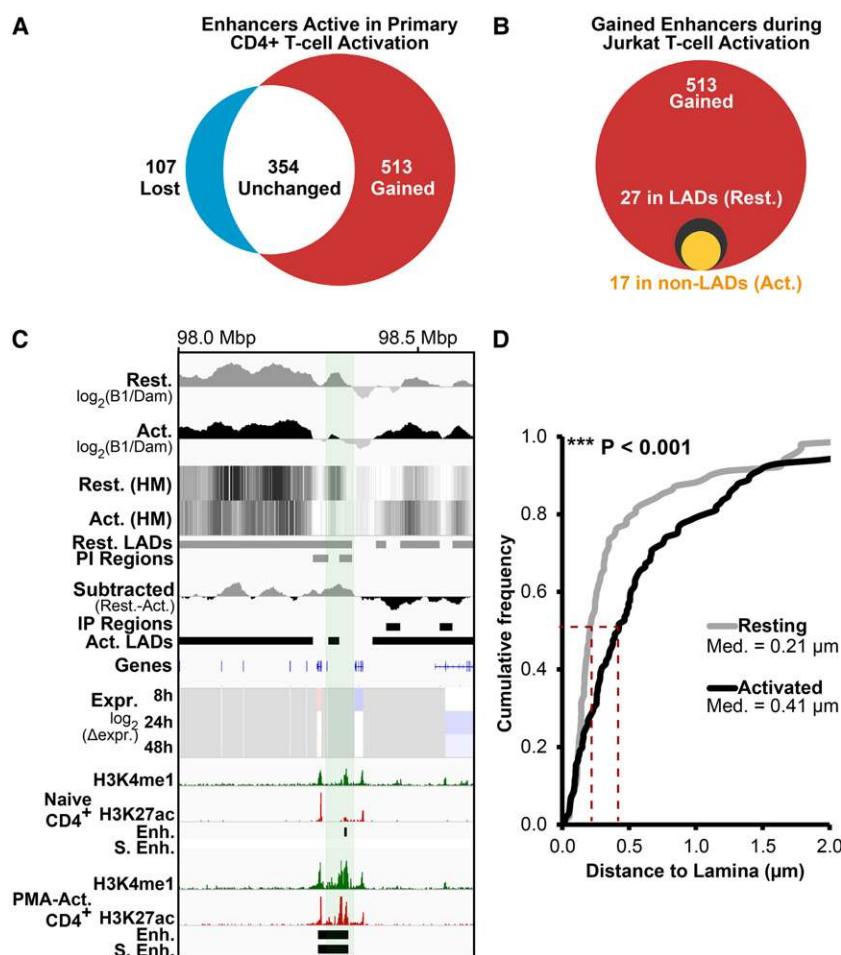 A
Enhancers Active in Primary
CD4+ T-cell Activation
107
Lost
354
Unchanged
513
Gained
B
Gained Enhancers during
Jurkat T-cell Activation
513
Gained
27 in LADs (Rest.)
17 in non-LADs (Act.)
C
98.0 Mbp 98.5 Mbp
Rest.
log2(B1/Dam)
Act.
log2(B1/Dam)
Rest. (HM)
Act. (HM)
Rest. LADs
PI Regions
Subtracted
(Rest.-Act.)
IP Regions
Act. LADs
Genes
Expr. 8h
log2 24h
(Δexpr.) 48h
H3K4me1
Naive
CD4+ H3K27ac
Enh.
S. Enh.
H3K4me1
PMA-Act.
CD4+ H3K27ac
Enh.
S. Enh.
D
*** P < 0.001
Cumulative frequency
1.0
0.8
0.6
0.4
0.2
0.0
Resting
Med. = 0.21 µm
Activated
Med. = 0.41 µm
0.0 0.5 1.0 1.5 2.0
Distance to Lamina (µm)